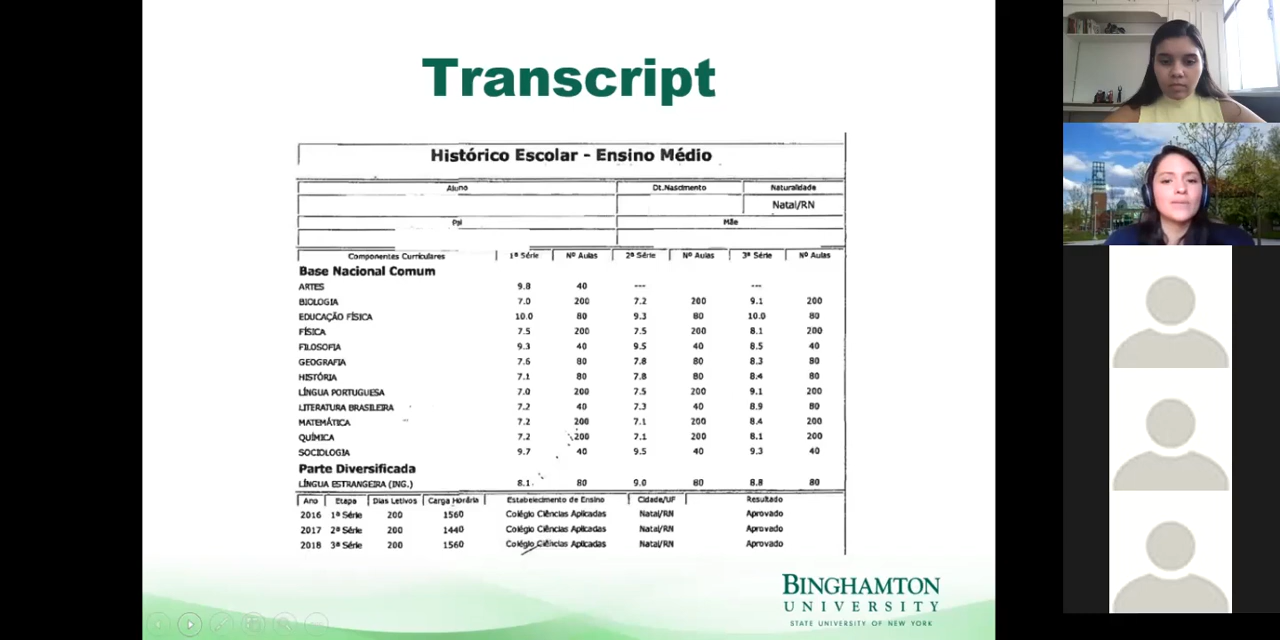 Transcript
Histórico Escolar - Ensino Médio
Aluno Dt.Nascimento Naturalidade
Natal/RN
Pai Mãe
Componentes Curriculares 1ª Série Nº Aulas 2ª Série Nº Aulas 3ª Série Nº Aulas
Base Nacional Comum
ARTES 9.8 40 --- ---
BIOLOGIA 7.0 200 7.2 200 9.1 200
EDUCAÇÃO FÍSICA 10.0 80 9.3 80 10.0 80
FÍSICA 7.5 200 7.5 200 8.1 200
FILOSOFIA 9.3 40 9.5 40 8.5 40
GEOGRAFIA 7.6 80 7.8 80 8.3 80
HISTÓRIA 7.1 80 7.8 80 8.4 80
LÍNGUA PORTUGUESA 7.0 200 7.5 200 9.1 200
LITERATURA BRASILEIRA 7.2 40 7.3 40 8.9 80
MATEMÁTICA 7.2 200 7.1 200 8.4 200
QUÍMICA 7.2 200 7.1 200 8.1 200
SOCIOLOGIA 9.7 40 9.5 40 9.3 40
Parte Diversificada
LÍNGUA ESTRANGEIRA (ING.) 8.1 80 9.0 80 8.8 80
Ano Etapa Dias Letivos Carga Horária Estabelecimento de Ensino Cidade/UF Resultado
2016 1ª Série 200 1560 Colégio Ciências Aplicadas Natal/RN Aprovado
2017 2ª Série 200 1440 Colégio Ciências Aplicadas Natal/RN Aprovado
2018 3ª Série 200 1560 Colégio Ciências Aplicadas Natal/RN Aprovado
BINGHAMTON
UNIVERSITY
STATE UNIVERSITY OF NEW YORK